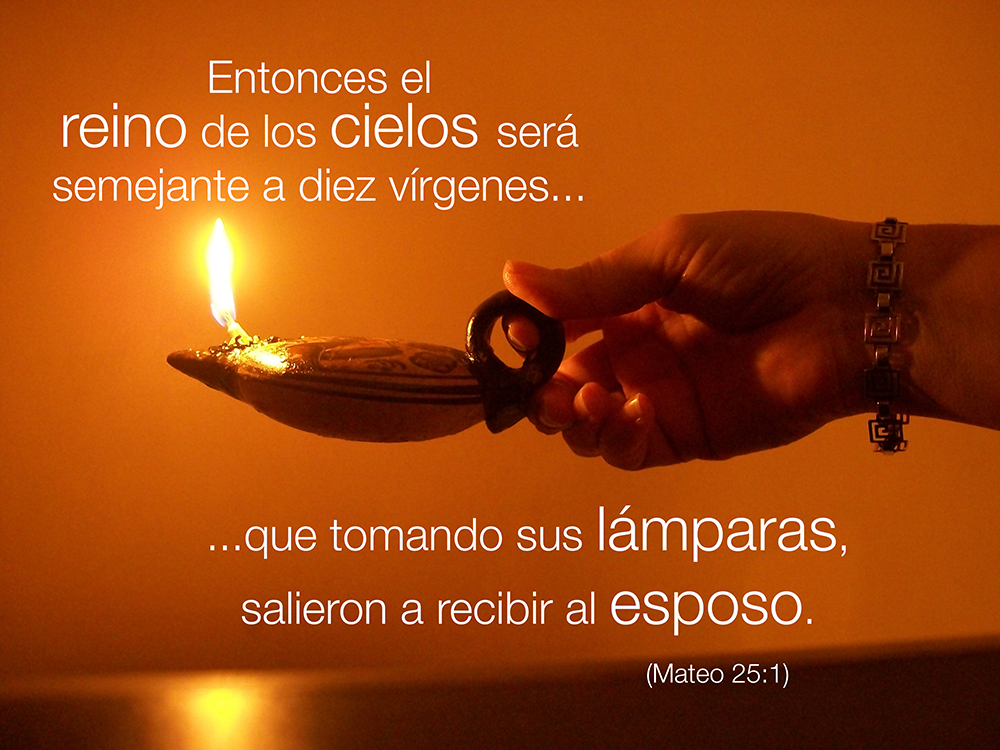 Entonces el
reino de los cielos será
semejante a diez vírgenes...
...que tomando sus lámparas,
salieron a recibir al esposo.
(Mateo 25:1)